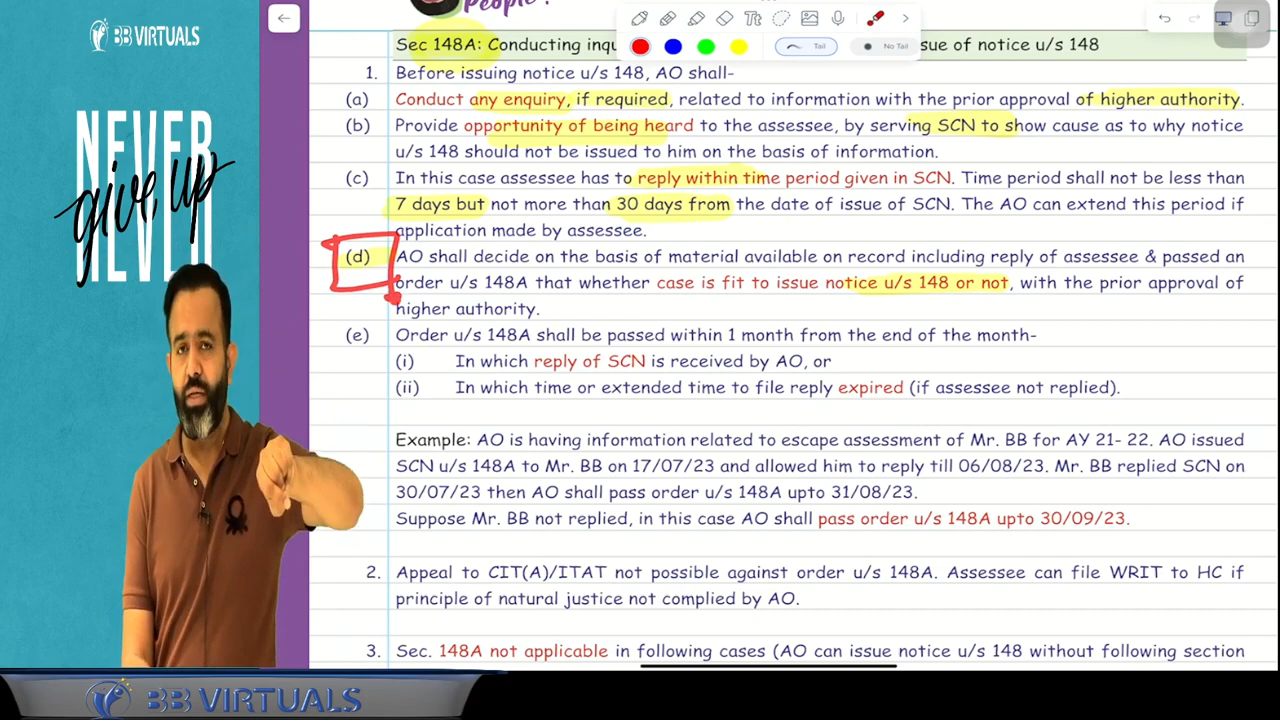 people!
BB VIRTUALS
NEVER
give up
NEVER
Tail
No Tail
Sec 148A: Conducting inqu
ssue of notice u/s 148
1. Before issuing notice u/s 148, AO shall-
(a) Conduct any enquiry, if required, related to information with the prior approval of higher authority.
(b) Provide opportunity of being heard to the assessee, by serving SCN to show cause as to why notice
u/s 148 should not be issued to him on the basis of information.
(c) In this case assessee has to reply within time period given in SCN. Time period shall not be less than
7 days but not more than 30 days from the date of issue of SCN. The AO can extend this period if
application made by assessee.
(d) AO shall decide on the basis of material available on record including reply of assessee & passed an
order u/s 148A that whether case is fit to issue notice u/s 148 or not, with the prior approval of
higher authority.
(e) Order u/s 148A shall be passed within 1 month from the end of the month-
(i) In which reply of SCN is received by AO, or
(ii) In which time or extended time to file reply expired (if assessee not replied).
Example: AO is having information related to escape assessment of Mr. BB for AY 21- 22. AO issued
SCN u/s 148A to Mr. BB on 17/07/23 and allowed him to reply till 06/08/23. Mr. BB replied SCN on
30/07/23 then AO shall pass order u/s 148A upto 31/08/23.
Suppose Mr. BB not replied, in this case AO shall pass order u/s 148A upto 30/09/23.
2. Appeal to CIT(A)/ITAT not possible against order u/s 148A. Assessee can file WRIT to HC if
principle of natural justice not complied by AO.
3. Sec. 148A not applicable in following cases (AO can issue notice u/s 148 without following section
BB VIRTUALS